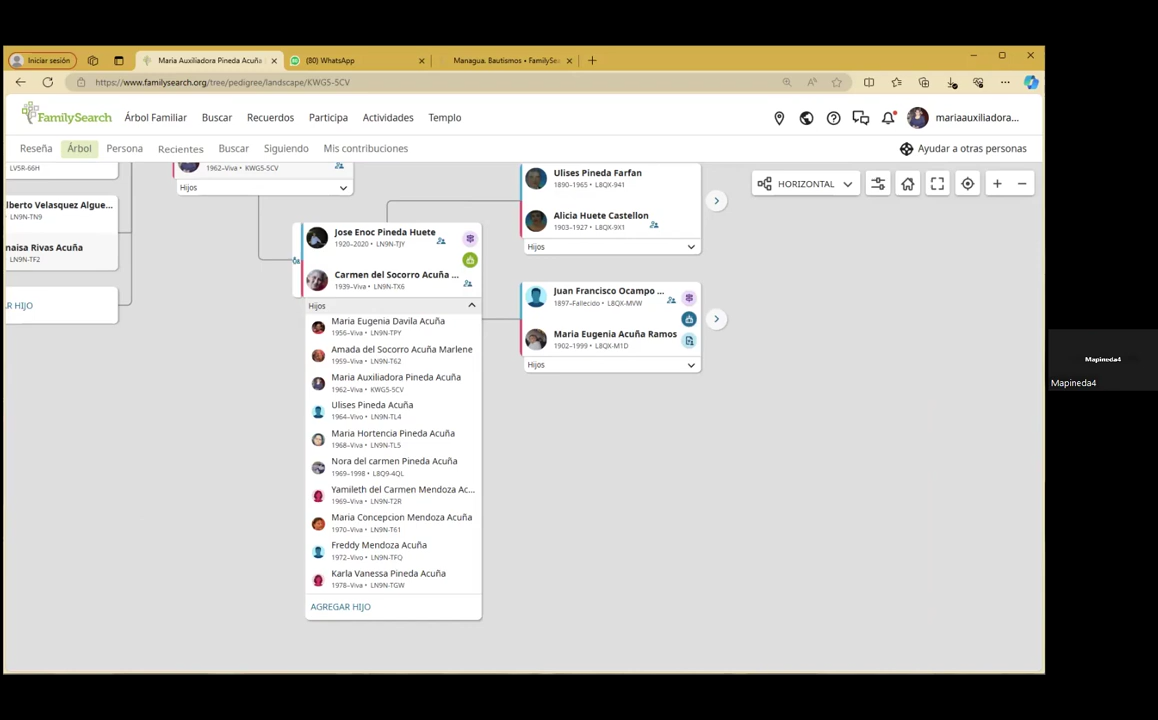 Iniciar sesión
Maria Auxiliadora Pineda Acuña
(80) WhatsApp
Managua. Bautismos • FamilySe
https://www.familysearch.org/tree/pedigree/landscape/KWG5-5CV
FamilySearch
Árbol Familiar
Buscar
Recuerdos
Participa
Actividades
Templo
mariaauxiliadora...
Reseña
Árbol
Persona
Recientes
Buscar
Siguiendo
Mis contribuciones
Ayudar a otras personas
LV5R-66H
lberto Velasquez Algue...
LN9N-TN9
naisa Rivas Acuña
LN9N-TF2
R HIJO
1962–Viva • KWG5-5CV
Hijos
Jose Enoc Pineda Huete
1920–2020 • LN9N-TJY
Carmen del Socorro Acuña ...
1939–Viva • LN9N-TX6
Hijos
Maria Eugenia Davila Acuña
1956–Viva • LN9N-TPY
Amada del Socorro Acuña Marlene
1959–Viva • LN9N-T62
Maria Auxiliadora Pineda Acuña
1962–Viva • KWG5-5CV
Ulises Pineda Acuña
1964–Vivo • LN9N-TL4
Maria Hortencia Pineda Acuña
1968–Viva • LN9N-TL5
Nora del carmen Pineda Acuña
1969–1998 • L8Q9-4QL
Yamileth del Carmen Mendoza Ac...
1969–Viva • LN9N-T2R
Maria Concepcion Mendoza Acuña
1970–Viva • LN9N-T61
Freddy Mendoza Acuña
1972–Vivo • LN9N-TFQ
Karla Vanessa Pineda Acuña
1978–Viva • LN9N-TGW
AGREGAR HIJO
Ulises Pineda Farfan
1890–1965 • L8QX-941
Alicia Huete Castellon
1903–1927 • L8QX-9X1
Hijos
Juan Francisco Ocampo ...
1897–Fallecido • L8QX-MVW
Maria Eugenia Acuña Ramos
1902–1999 • L8QX-M1D
Hijos
HORIZONTAL
Mapineda4
Mapineda4